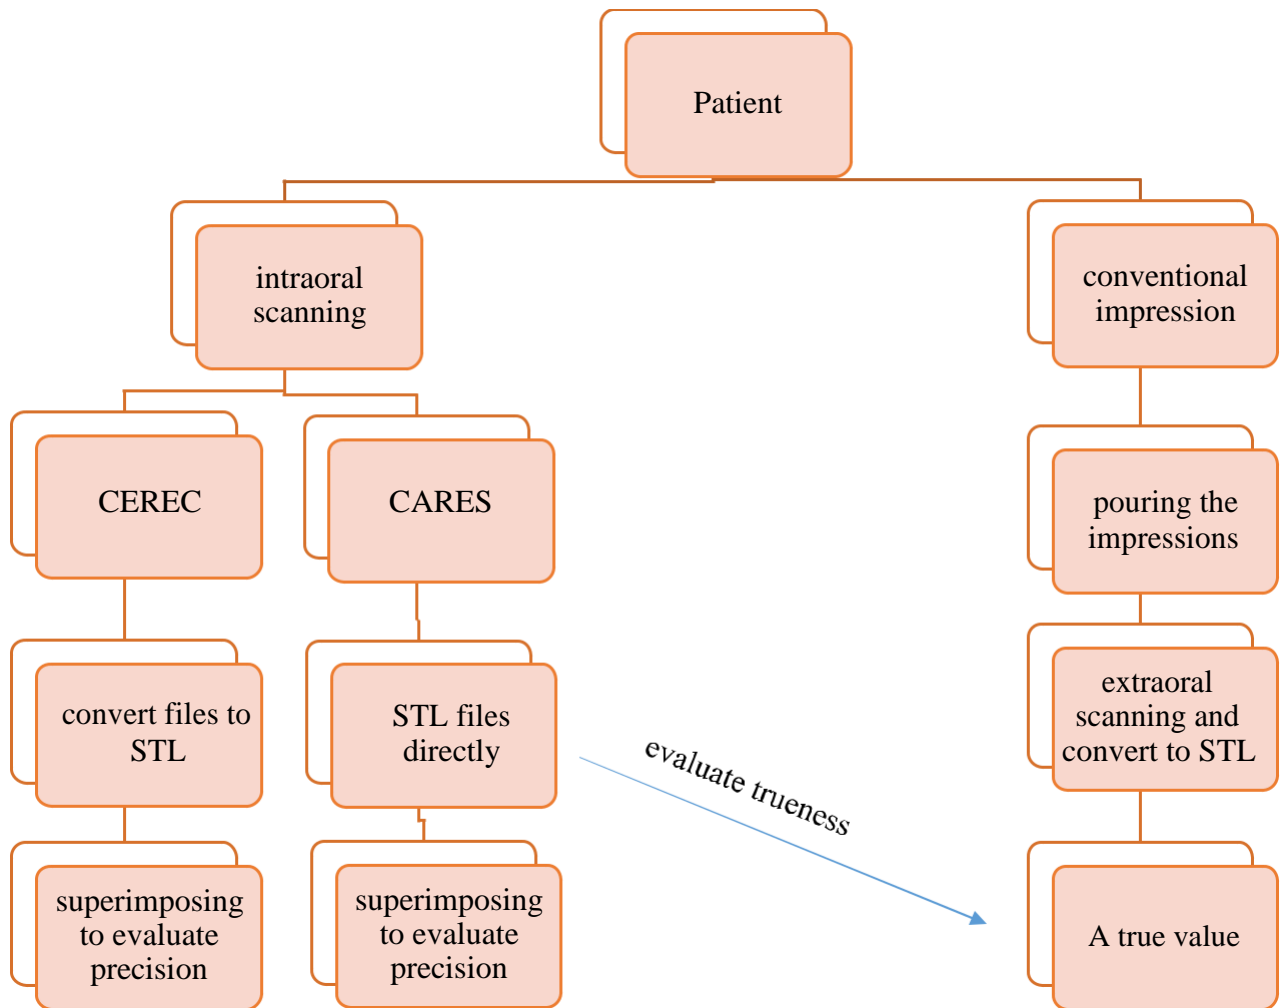 Patient
intraoral
scanning
conventional
impression
CEREC
CARES
pouring the
impressions
convert files to
STL
STL files
directly
evaluate trueness
extraoral
scanning and
convert to STL
superimposing
to evaluate
precision
superimposing
to evaluate
precision
A true value